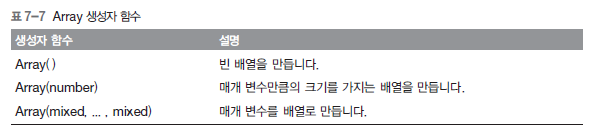 표 7-7 Array 생성자 함수
생성자 함수 설명
Array( ) 빈 배열을 만듭니다.
Array(number) 매개 변수만큼의 크기를 가지는 배열을 만듭니다.
Array(mixed, ... , mixed) 매개 변수를 배열로 만듭니다.